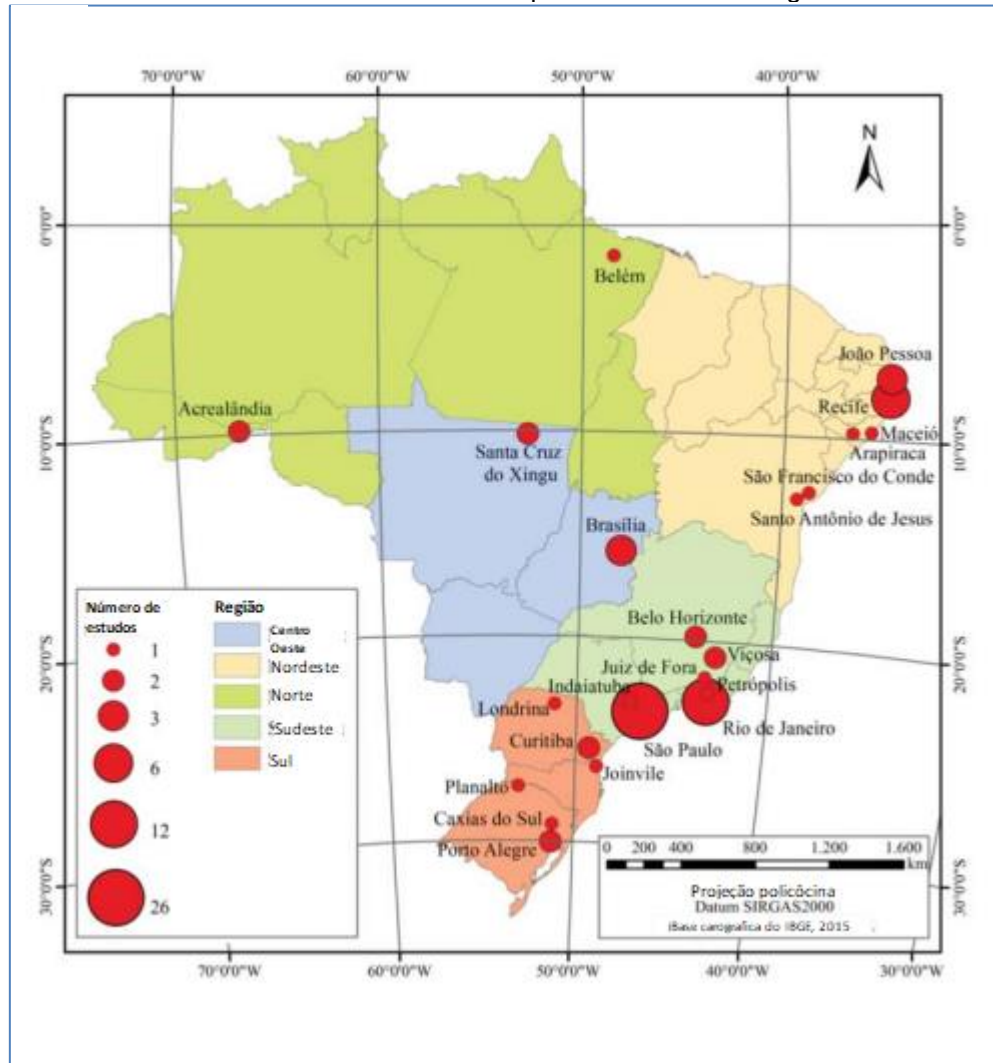 70°0'0"W 60°0'0"W 50°0'0"W 40°0'0"W
N
0°0'0"
0°0'0"
Belém
João Pessoa
Recife
Acrelândia
Maceió
10°0'0"S
10°0'0"S
Santa Cruz
do Xingu
Arapiraca
São Francisco do Conde
Santo Antônio de Jesus
Brasília
Belo Horizonte
Viçosa
Juiz de Fora
Petrópolis
Indaiatuba
20°0'0"S
20°0'0"S
Londrina
Rio de Janeiro
São Paulo
Curitiba
Joinvile
Planalto
Caxias do Sul
Porto Alegre
Número de
estudos
1
2
3
6
12
26
Região
Centro
Oeste
Nordeste
Norte
Sudeste
Sul
0 200 400 800 1.200 1.600
km
Projeção policôcina
Datum SIRGAS2000
Base carografica do IBGE, 2015
30°0'0"S
30°0'0"S
70°0'0"W 60°0'0"W 50°0'0"W 40°0'0"W 30°0'0"W